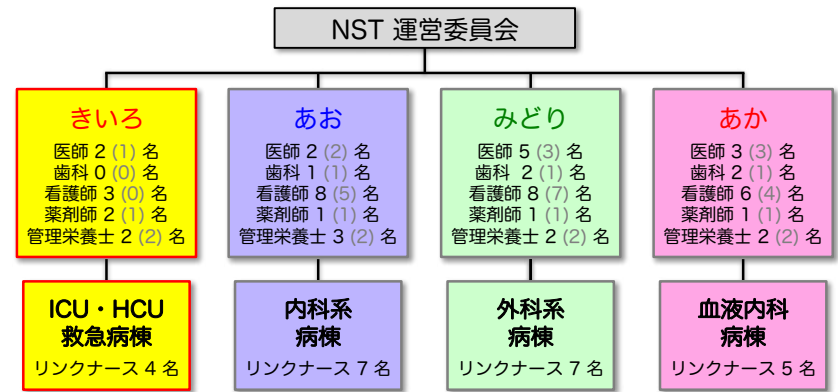 NST 運営委員会
きいろ
医師 2 (1) 名
歯科 0 (0) 名
看護師 3 (0) 名
薬剤師 2 (1) 名
管理栄養士 2 (2) 名
あお
医師 2 (2) 名
歯科 1 (1) 名
看護師 8 (5) 名
薬剤師 1 (1) 名
管理栄養士 3 (2) 名
みどり
医師 5 (3) 名
歯科 2 (1) 名
看護師 8 (7) 名
薬剤師 1 (1) 名
管理栄養士 2 (2) 名
あか
医師 3 (3) 名
歯科 2 (1) 名
看護師 6 (4) 名
薬剤師 1 (1) 名
管理栄養士 2 (2) 名
ICU・HCU
救急病棟
リンクナース 4 名
内科系
病棟
リンクナース 7 名
外科系
病棟
リンクナース 7 名
血液内科
病棟
リンクナース 5 名